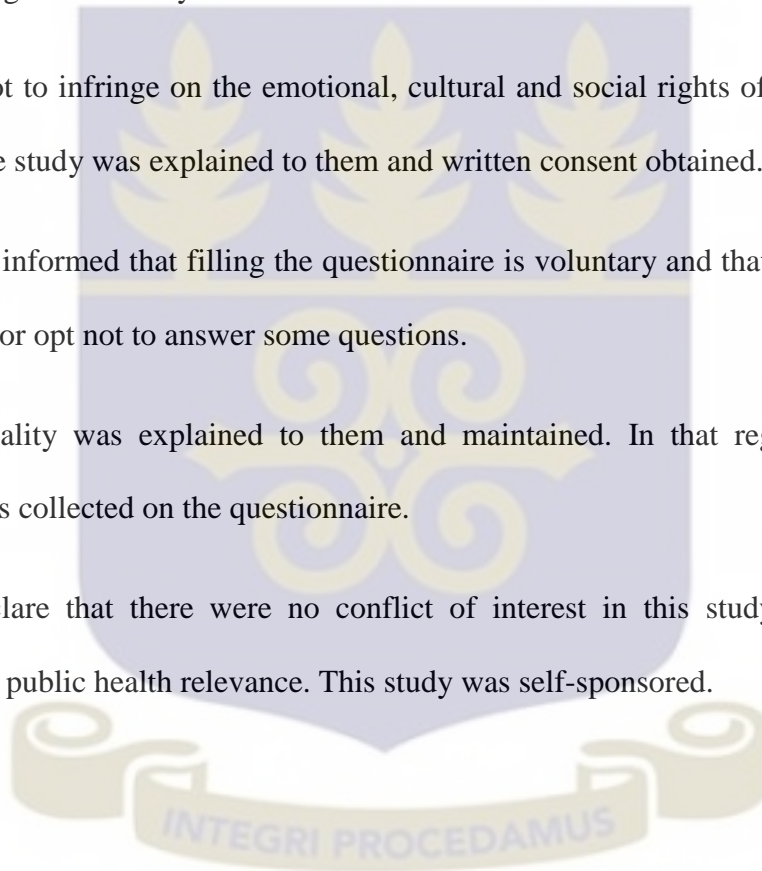 ot to infringe on the emotional, cultural and social rights of
e study was explained to them and written consent obtained.
informed that filling the questionnaire is voluntary and that
or opt not to answer some questions.
ality was explained to them and maintained. In that reg
s collected on the questionnaire.
lare that there were no conflict of interest in this study
public health relevance. This study was self-sponsored.
INTEGRI PROCEDAMUS